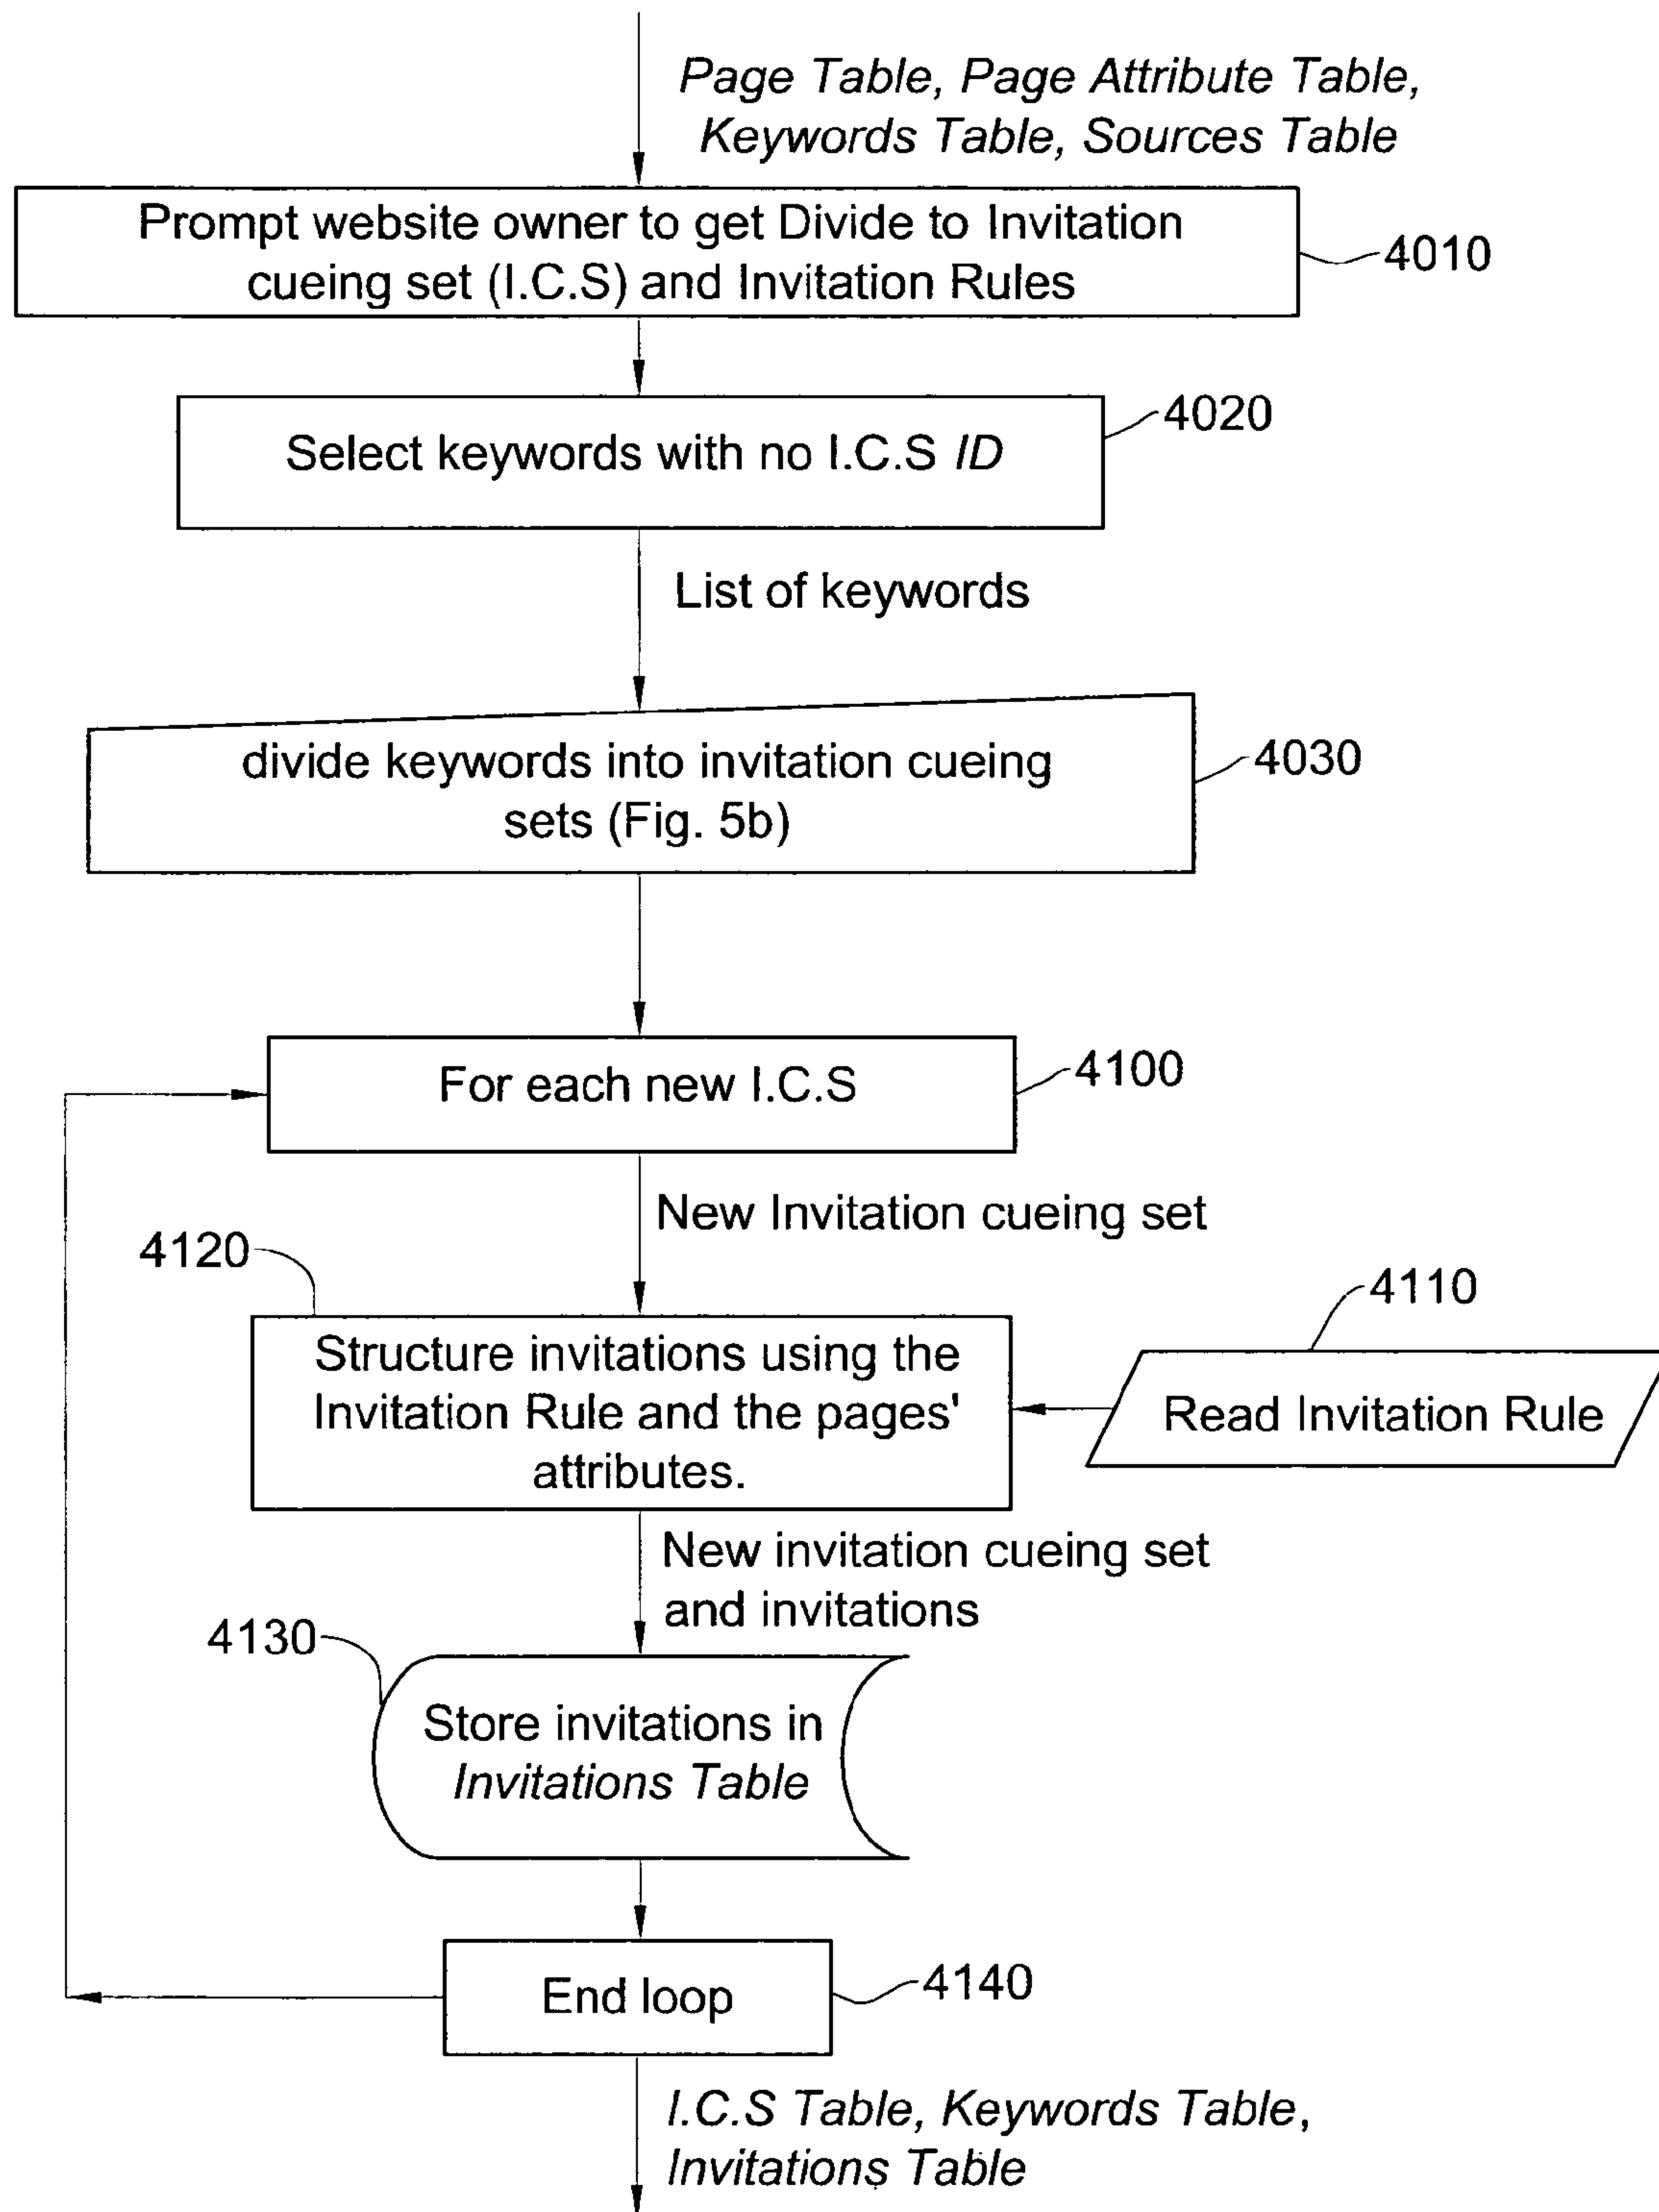 Page Table, Page Attribute Table,
Keywords Table, Sources Table
Prompt website owner to get Divide to Invitation
cueing set (I.C.S) and Invitation Rules
4010
Select keywords with no I.C.S ID
4020
List of keywords
divide keywords into invitation cueing
sets (Fig. 5b)
4030
For each new I.C.S
4100
New Invitation cueing set
4120
4110
Structure invitations using the
Invitation Rule and the pages'
attributes.
Read Invitation Rule
New invitation cueing set
and invitations
4130
Store invitations in
Invitations Table
End loop
4140
I.C.S Table, Keywords Table,
Invitations Table